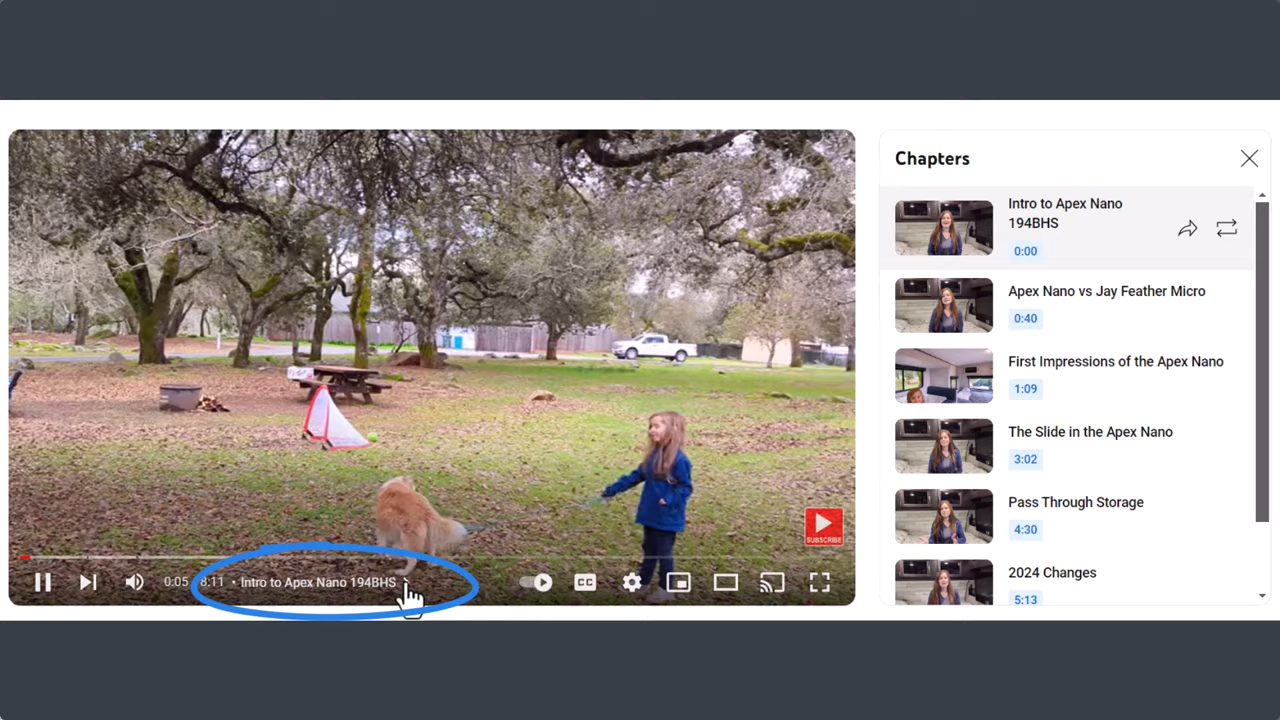 Chapters
Intro to Apex Nano
194BHS
0:00
Apex Nano vs Jay Feather Micro
0:40
First Impressions of the Apex Nano
1:09
The Slide in the Apex Nano
3:02
Pass Through Storage
4:30
2024 Changes
5:13
SUBSCRIBE
0:05 8:11 • Intro to Apex Nano 194BHS
CC